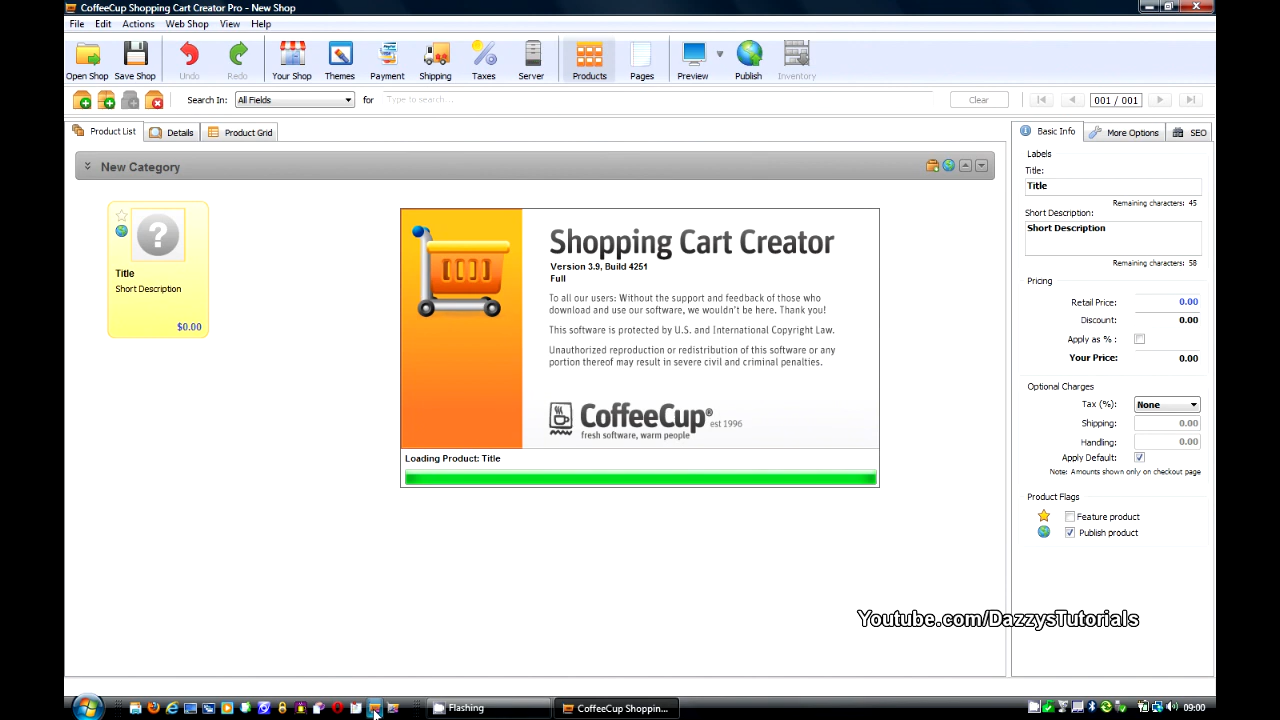 CoffeeCup Shopping Cart Creator Pro - New Shop
File Edit Actions Web Shop View Help
Open Shop Save Shop Undo Redo Your Shop Themes Payment Shipping Taxes Server Products Pages Preview Publish Inventory
Search In: All Fields for Type to search... Clear 001 / 001
Product List Details Product Grid Basic Info More Options SEO
New Category
Title
Short Description
$0.00
Shopping Cart Creator
Version 3.9, Build 4251
Full
To all our users: Without the support and feedback of those who
download and use our software, we wouldn't be here. Thank you!
This software is protected by U.S. and International Copyright Law.
Unauthorized reproduction or redistribution of this software or any
portion thereof may result in severe civil and criminal penalties.
CoffeeCup® est 1996
fresh software, warm people
Loading Product: Title
Labels
Title:
Title
Remaining characters: 45
Short Description:
Short Description
Remaining characters: 58
Pricing
Retail Price: 0.00
Discount: 0.00
Apply as % :
Your Price: 0.00
Optional Charges
Tax (%): None
Shipping: 0.00
Handling: 0.00
Apply Default:
Note: Amounts shown only on checkout page
Product Flags
Feature product
Publish product
Youtube.com/DazzysTutorials
Flashing CoffeeCup Shoppin... 09:00